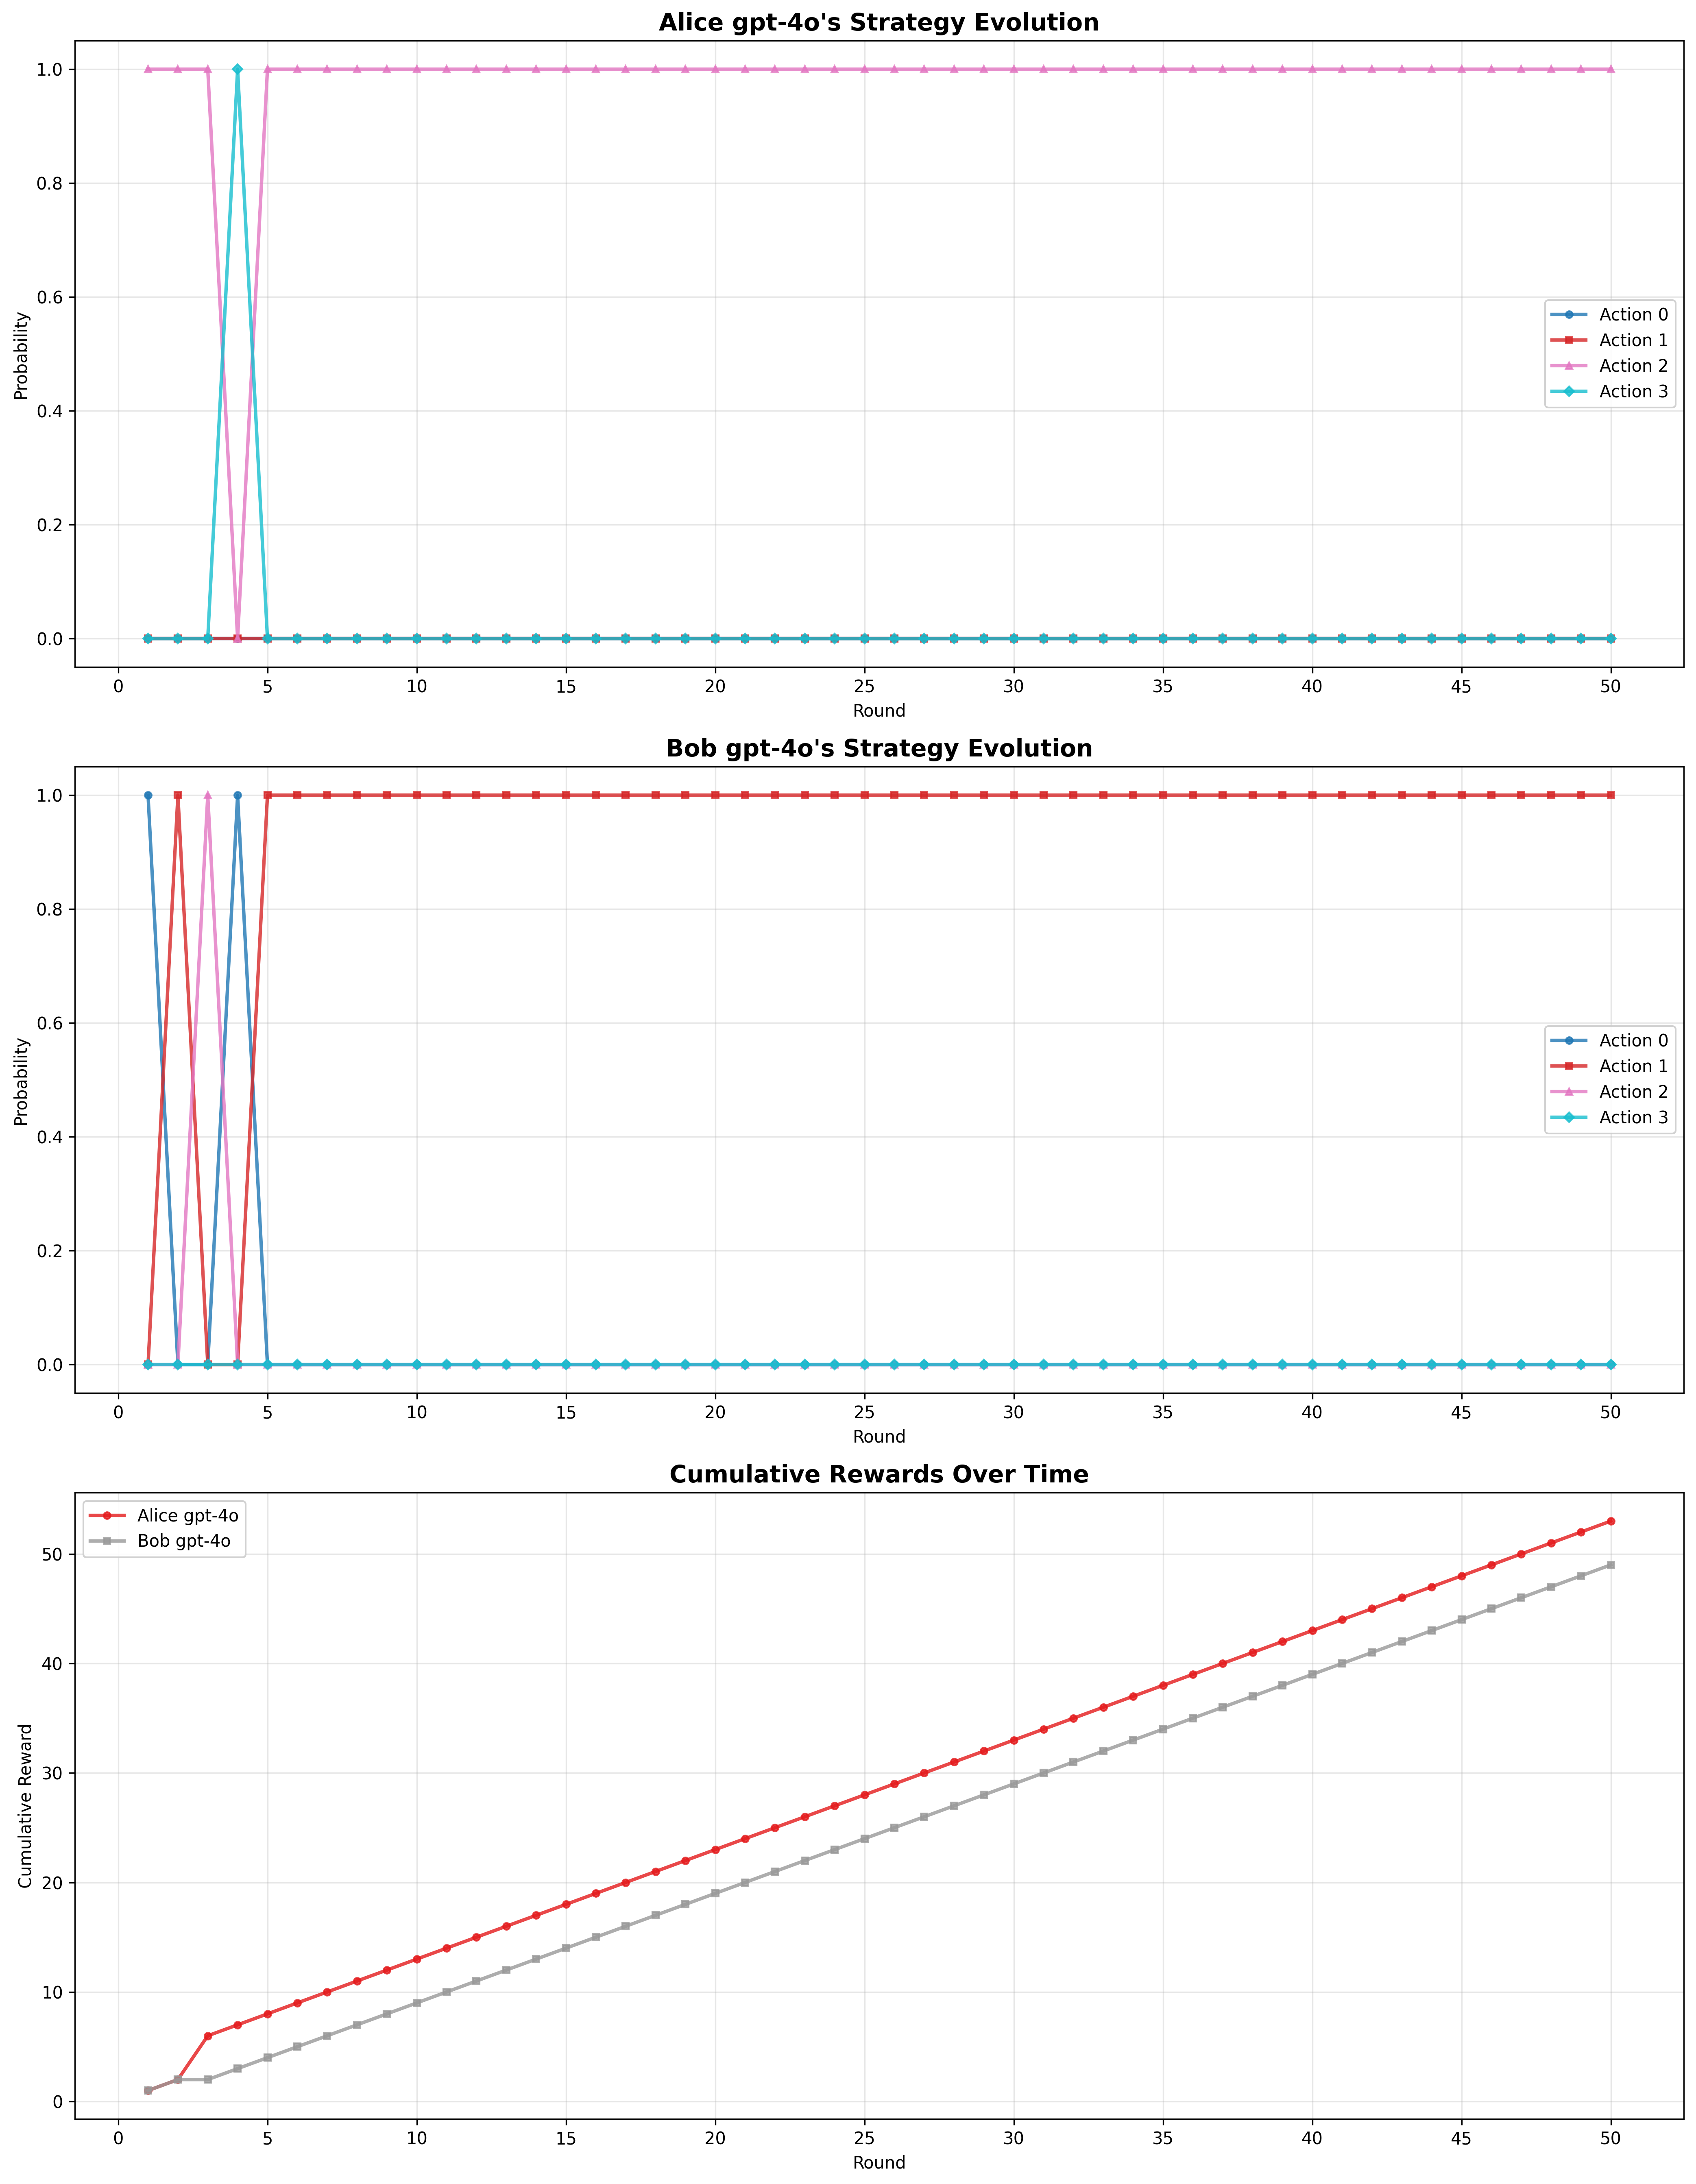 Alice gpt-4o's Strategy Evolution
1.0
0.8
0.6
0.4
0.2
0.0
Probability
Action 0
Action 1
Action 2
Action 3
0 5 10 15 20 25 30 35 40 45 50
Round
Bob gpt-4o's Strategy Evolution
1.0
0.8
0.6
0.4
0.2
0.0
Probability
Action 0
Action 1
Action 2
Action 3
0 5 10 15 20 25 30 35 40 45 50
Round
Cumulative Rewards Over Time
Alice gpt-4o
Bob gpt-4o
50
40
30
20
10
0
Cumulative Reward
0 5 10 15 20 25 30 35 40 45 50
Round